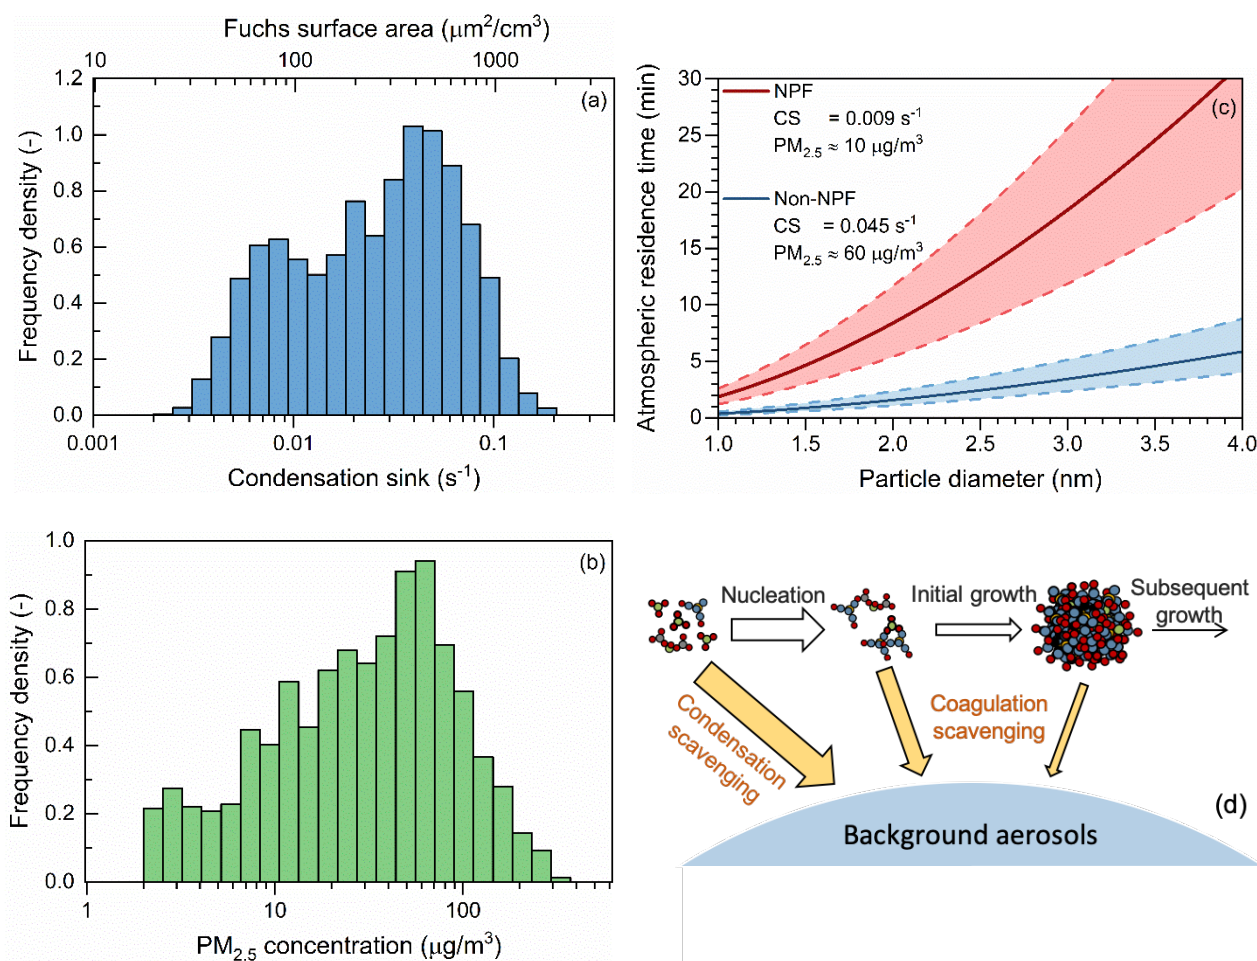 Fuchs surface area (μm²/cm³)
10 100 1000
(a)
1.2
1.0
0.8
0.6
0.4
0.2
0.0
Frequency density (-)
0.001 0.01 0.1
Condensation sink (s⁻¹)
(b)
1.0
0.8
0.6
0.4
0.2
0.0
Frequency density (-)
1 10 100
PM₂.₅ concentration (μg/m³)
(c)
30
25
20
15
10
5
0
Atmospheric residence time (min)
NPF
CS = 0.009 s⁻¹
PM₂.₅ ≈ 10 μg/m³
Non-NPF
CS = 0.045 s⁻¹
PM₂.₅ ≈ 60 μg/m³
1.0 1.5 2.0 2.5 3.0 3.5 4.0
Particle diameter (nm)
Nucleation
Initial growth
Subsequent
growth
Condensation
scavenging
Coagulation
scavenging
(d)
Background aerosols